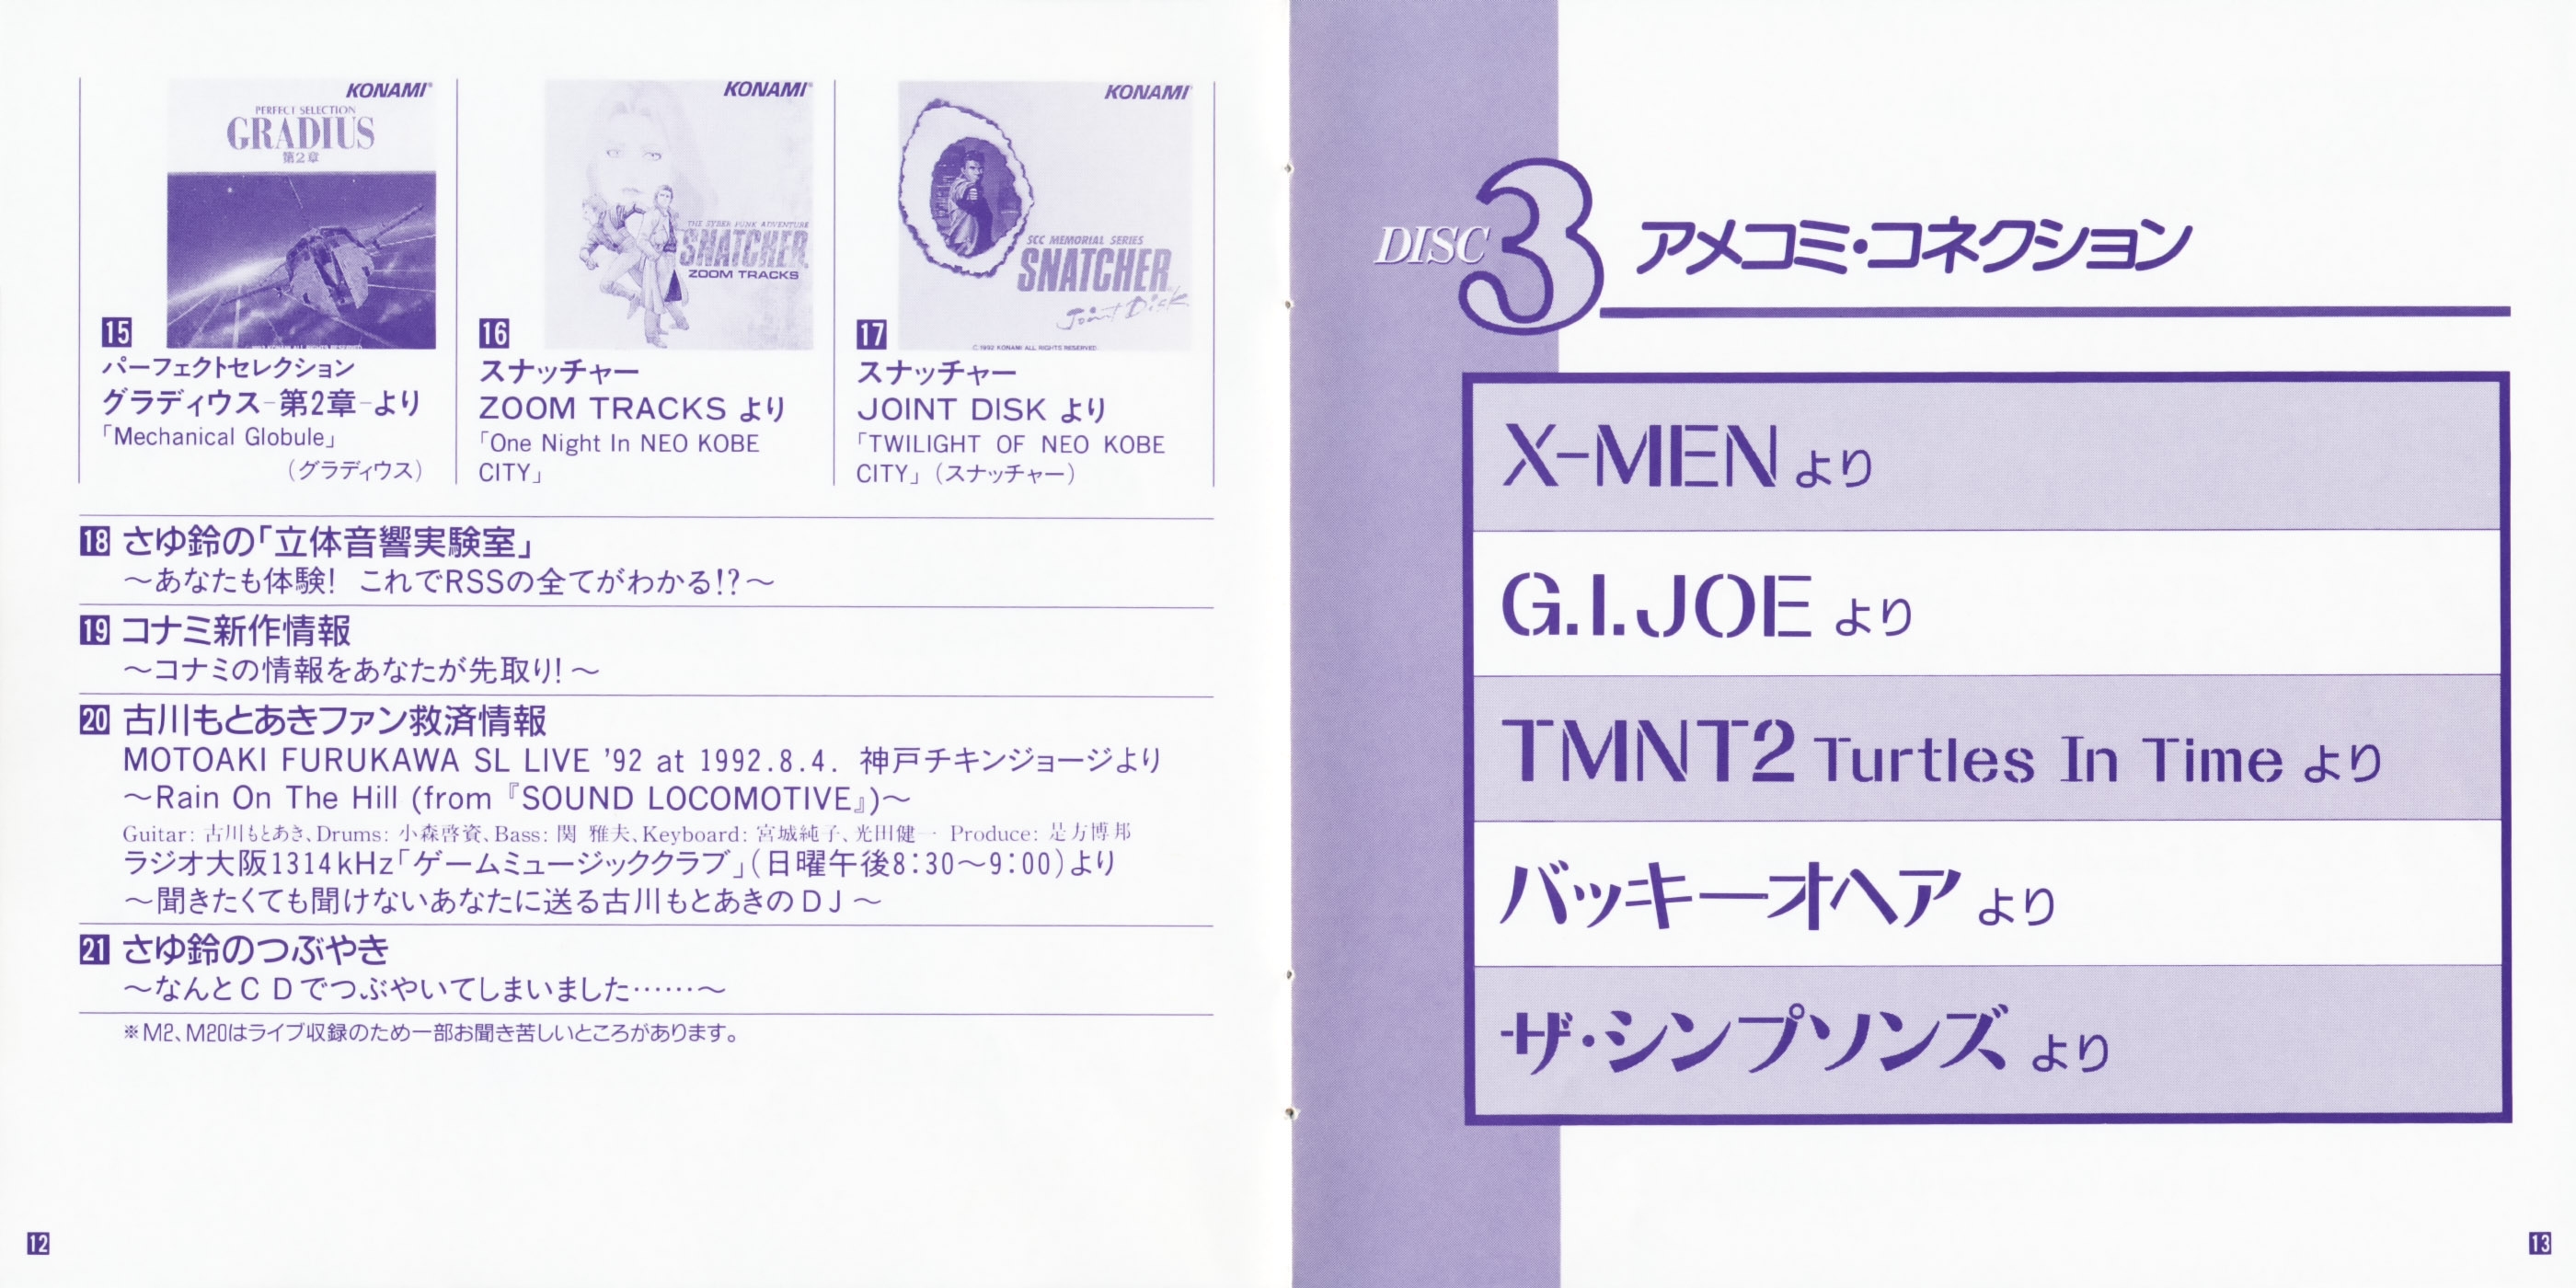 KONAMI
PERFECT SELECTION
GRADIUS
第2章
15
パーフェクトセレクション
グラディウス-第2章-より
「Mechanical Globule」
(グラディウス)
KONAMI
SNATCHER
ZOOM TRACKS
16
スナッチャー
ZOOM TRACKS より
「One Night In NEO KOBE
CITY」
KONAMI
SCC MEMORIAL SERIES
SNATCHER
Joint Disk
© 1992 KONAMI ALL RIGHTS RESERVED
17
スナッチャー
JOINT DISK より
「TWILIGHT OF NEO KOBE
CITY」(スナッチャー)
18 さゆ鈴の「立体音響実験室」
～あなたも体験! これでRSSの全てがわかる!?～
19 コナミ新作情報
～コナミの情報をあなたが先取り!～
20 古川もとあきファン救済情報
MOTOAKI FURUKAWA SL LIVE '92 at 1992.8.4. 神戸チキンジョージより
～Rain On The Hill (from『SOUND LOCOMOTIVE』)～
Guitar: 古川もとあき、Drums: 小森啓資、Bass: 関 雅夫、Keyboard: 宮城純子、光田健一 Produce: 是方博邦
ラジオ大阪1314kHz「ゲームミュージッククラブ」(日曜午後8:30～9:00)より
～聞きたくても聞けないあなたに送る古川もとあきのDJ～
21 さゆ鈴のつぶやき
～なんとCDでつぶやいてしまいました……～
※M2、M20はライブ収録のため一部お聞き苦しいところがあります。
12
DISC 3 アメコミ・コネクション
X-MEN より
G.I.JOE より
TMNT2 Turtles In Time より
バッキーオヘア より
ザ・シンプソンズ より
13